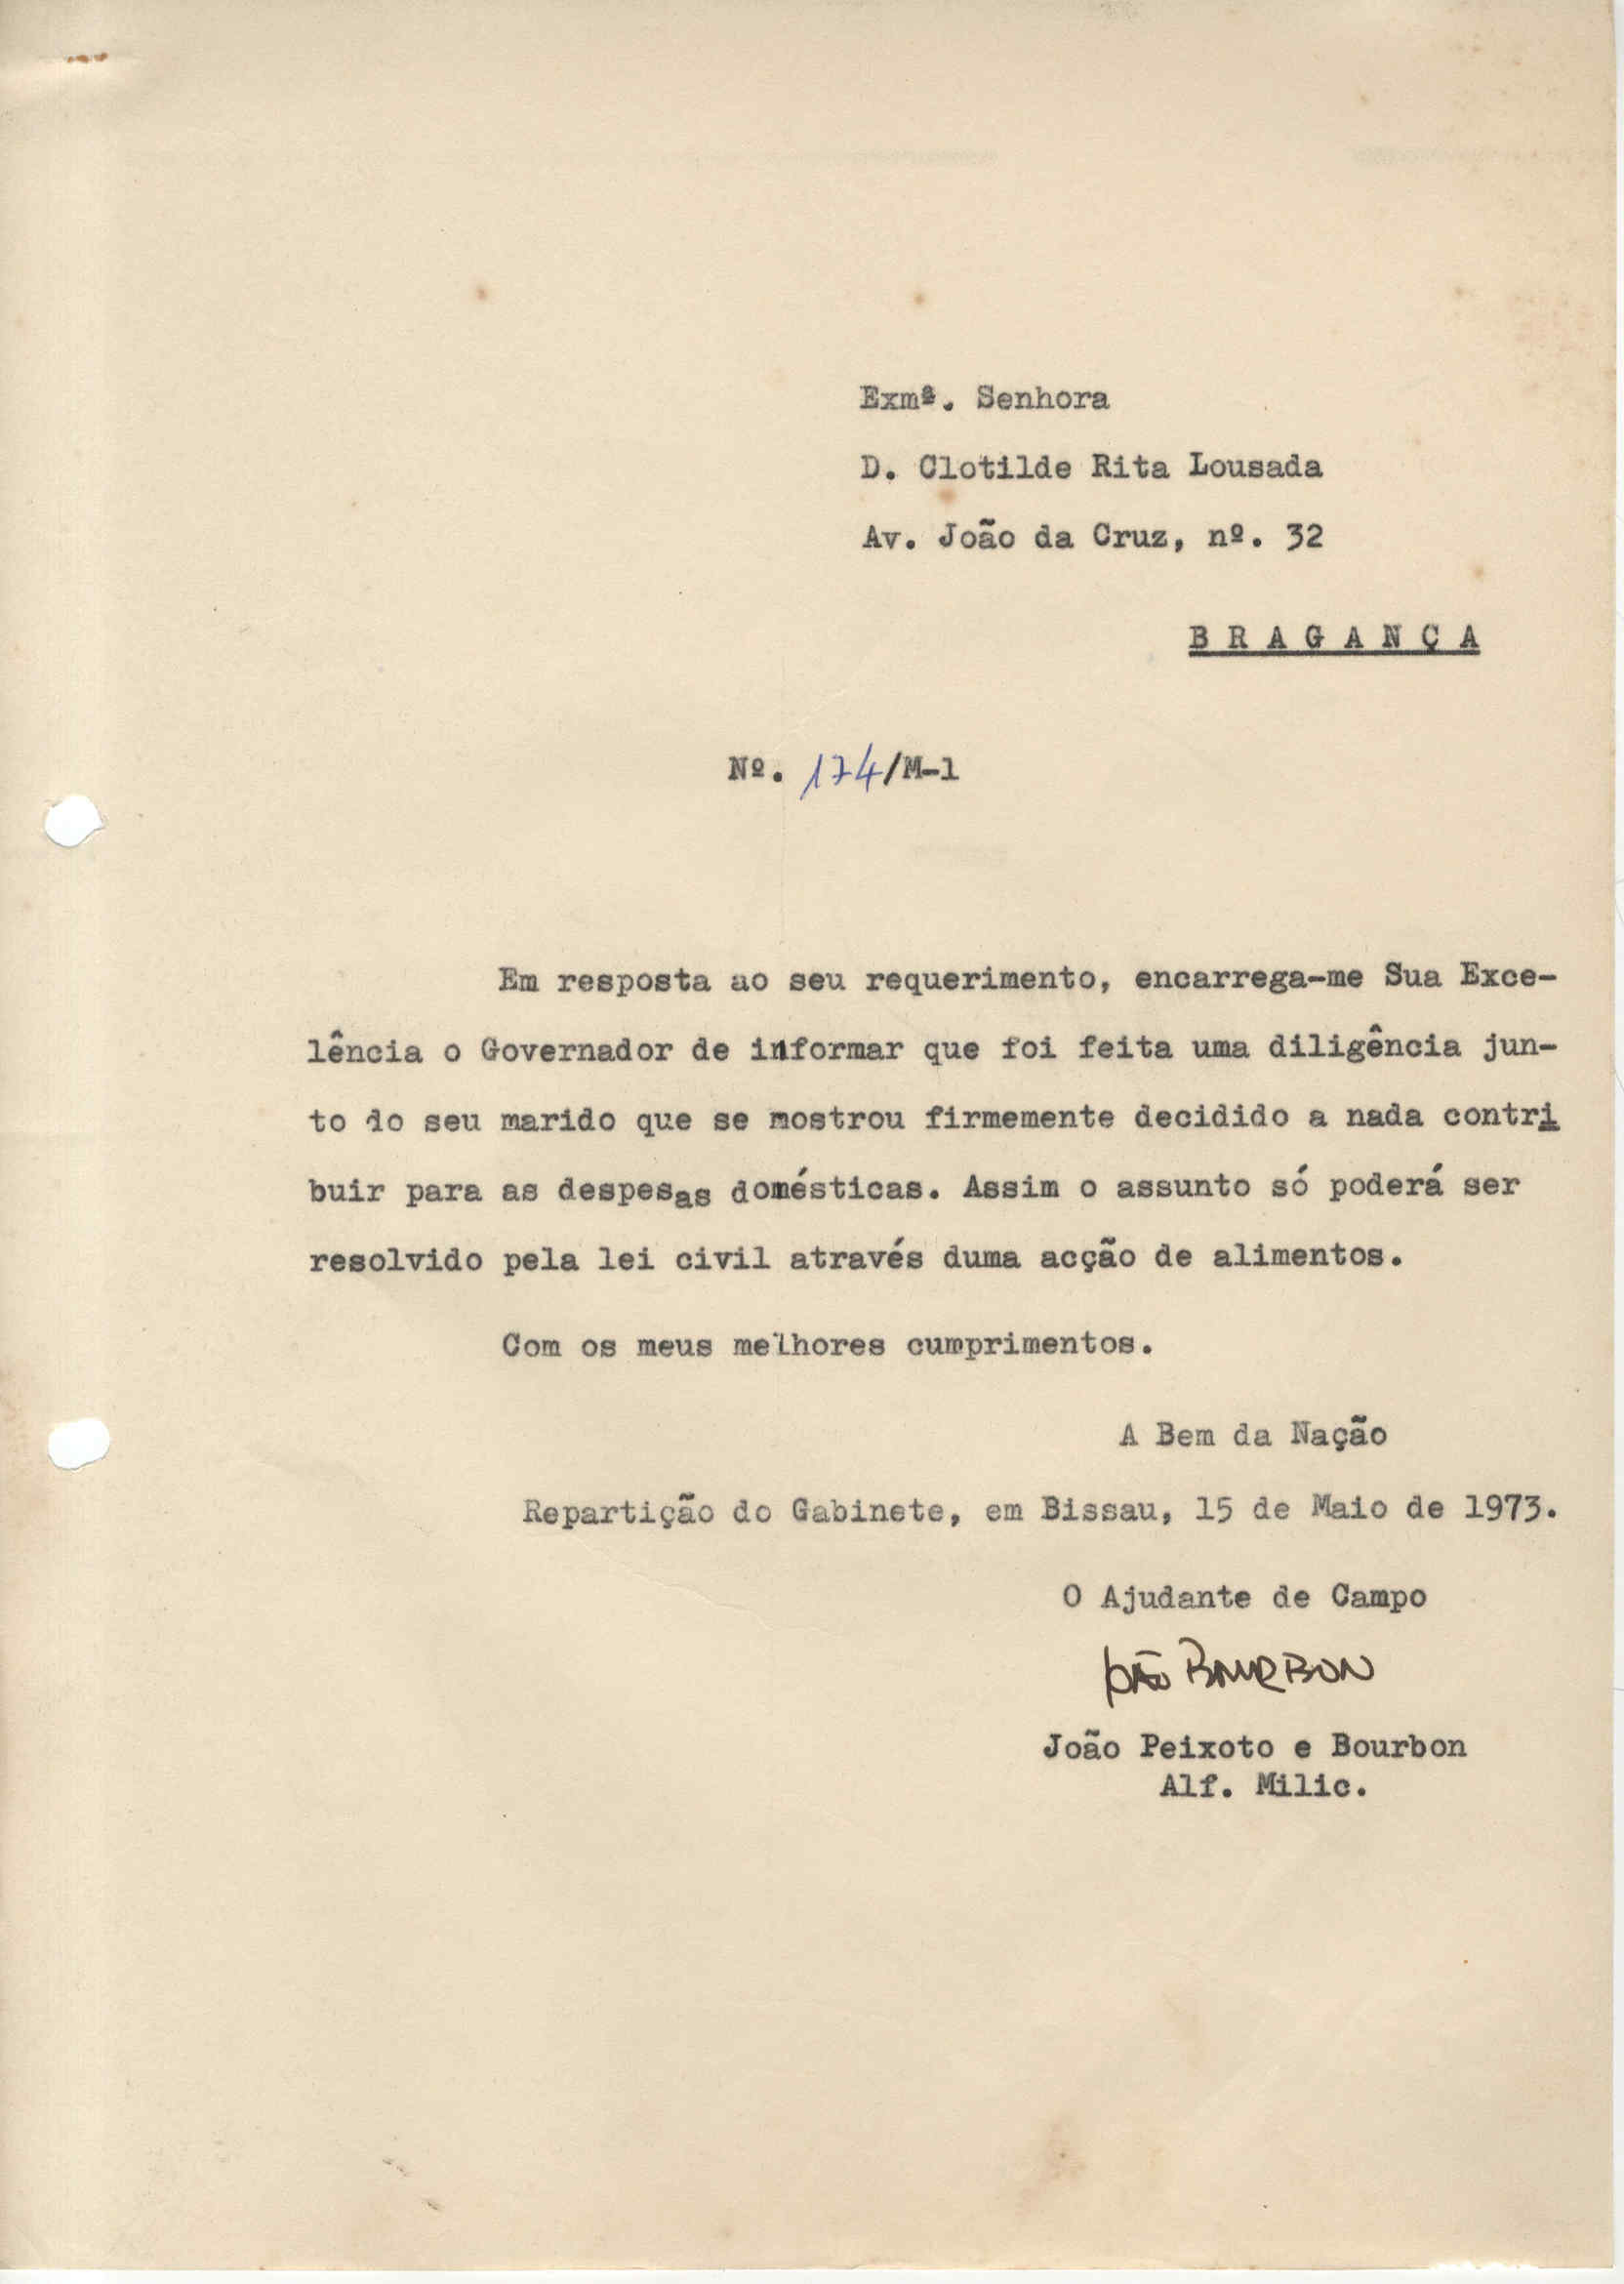 Exmª. Senhora
D. Clotilde Rita Lousada
Av. João da Cruz, nº. 32
B R A G A N Ç A
Nº. 174/M-1
Em resposta ao seu requerimento, encarrega-me Sua Exce-
lência o Governador de informar que foi feita uma diligência jun-
to do seu marido que se mostrou firmemente decidido a nada contri
buir para as despesas domésticas. Assim o assunto só poderá ser
resolvido pela lei civil através duma acção de alimentos.
Com os meus melhores cumprimentos.
A Bem da Nação
Repartição do Gabinete, em Bissau, 15 de Maio de 1973.
O Ajudante de Campo
João Bourbon
João Peixoto e Bourbon
Alf. Milic.